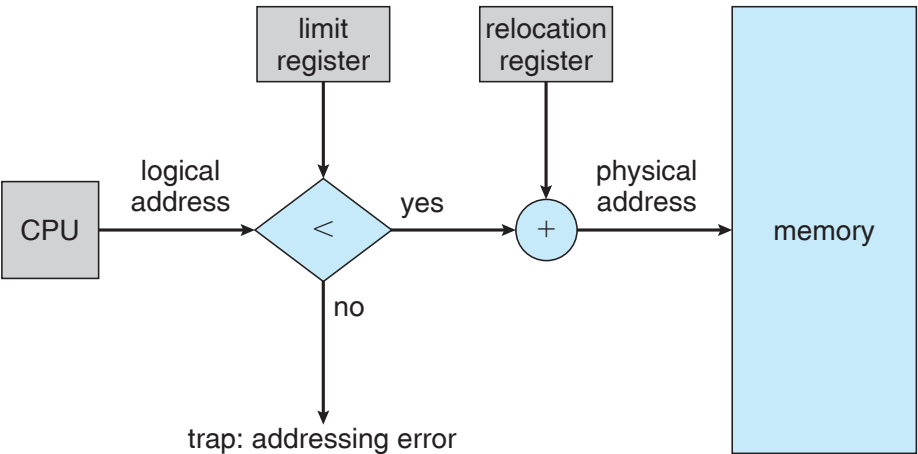 limit
register
relocation
register
logical
address
physical
address
CPU
<
yes
+
memory
no
trap: addressing error